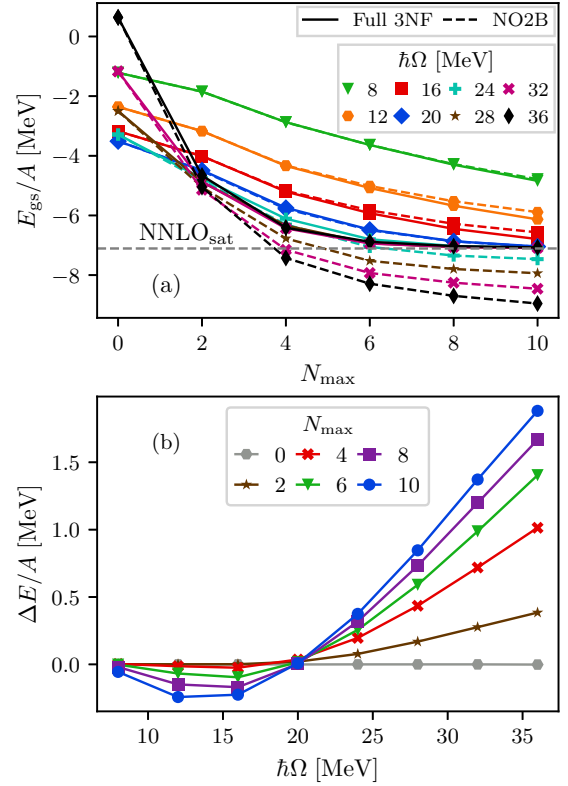 Full 3NF NO2B
ħΩ [MeV]
8 16 24 32
12 20 28 36
0
−2
−4
−6
−8
E_gs/A [MeV]
NNLO_sat
(a)
0 2 4 6 8 10
N_max
(b)
N_max
0 4 8
2 6 10
1.5
1.0
0.5
0.0
ΔE/A [MeV]
10 15 20 25 30 35
ħΩ [MeV]